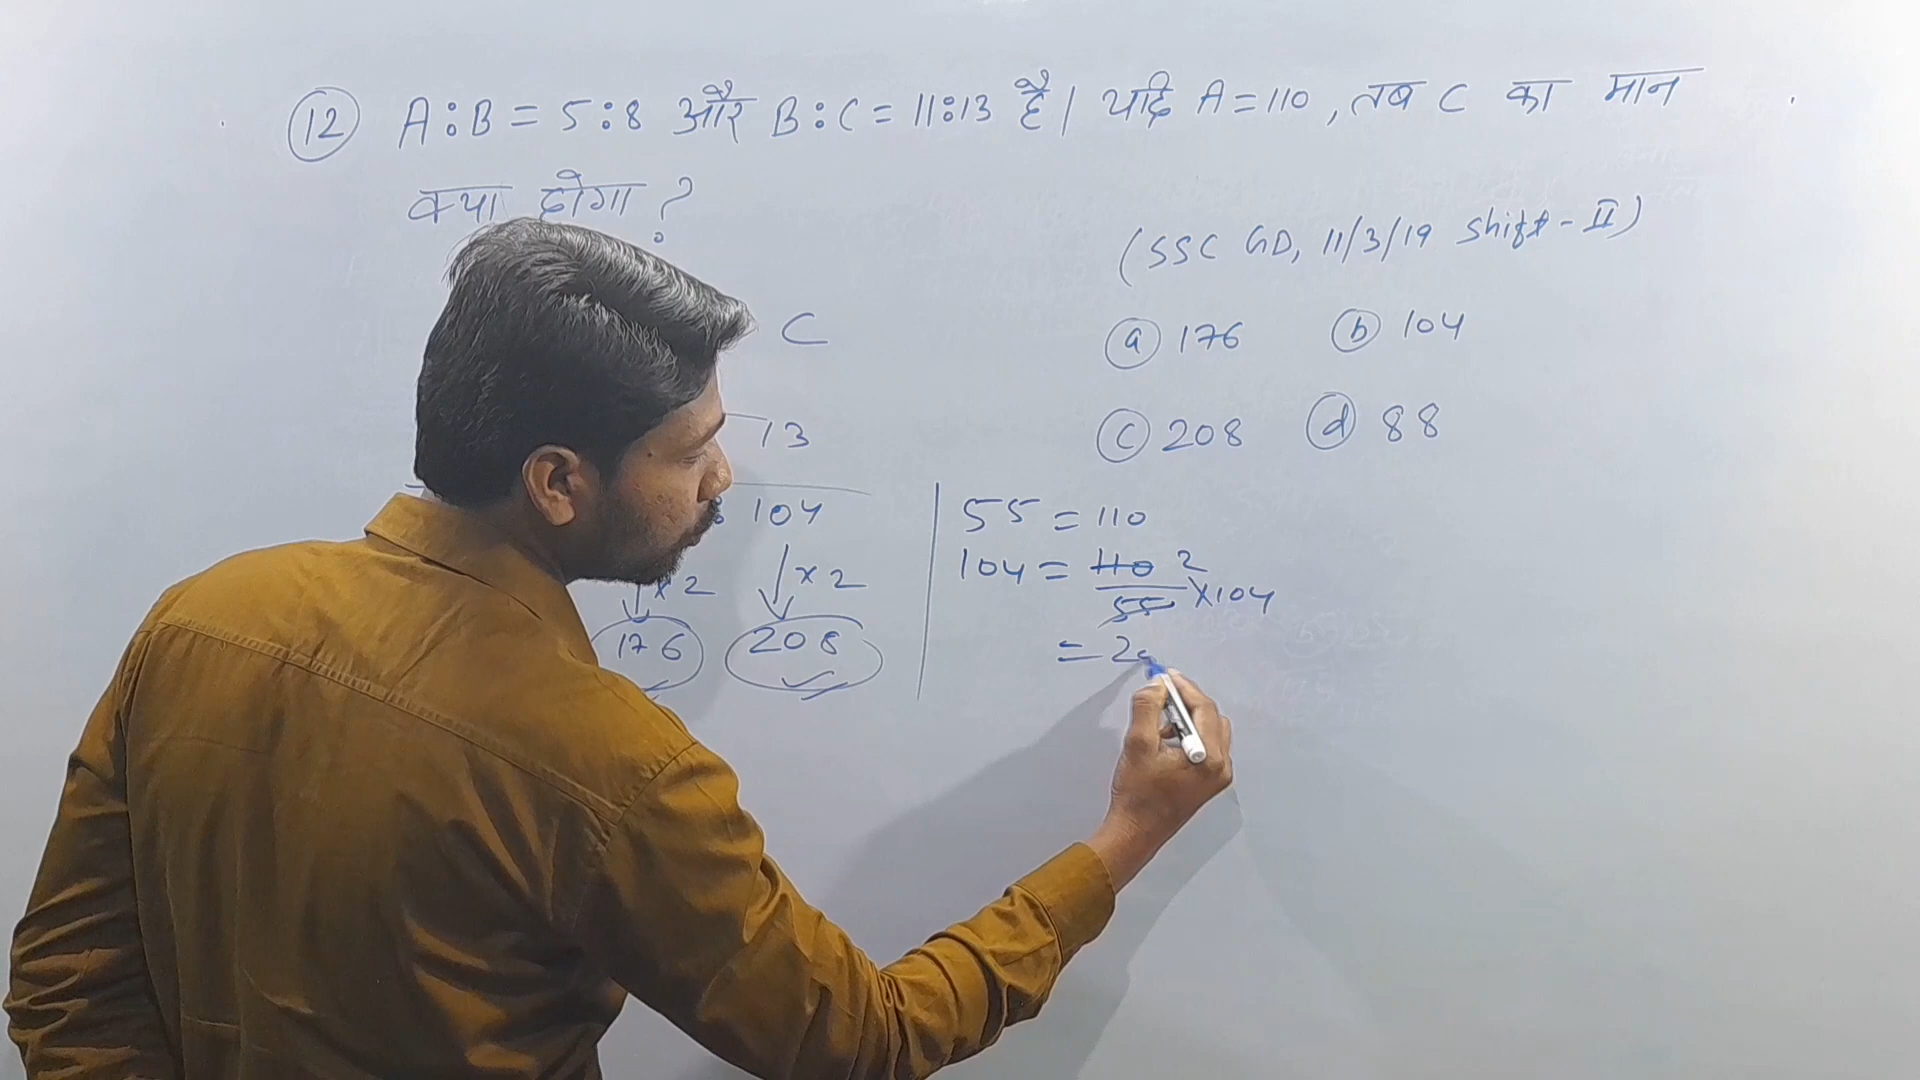 12 A:B = 5:8 और B:C = 11:13 है। यदि A=110, तब C का मान
क्या होगा?
(SSC GD, 11/3/19 Shift-II)
C
a 176 b 104
13
c 208 d 88
104
×2 ×2
176 208
55 = 110
104 = 110 2
55 ×104
= 2